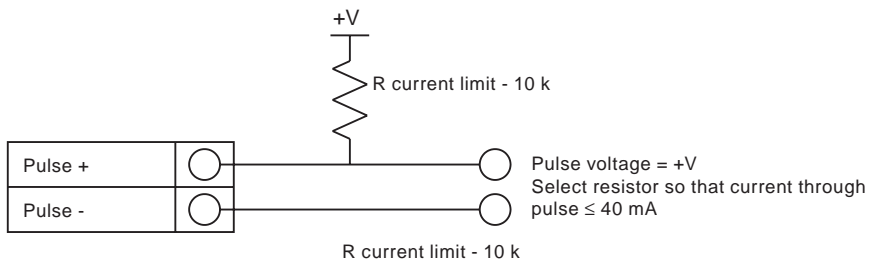 +V
R current limit - 10 k
Pulse +
Pulse -
Pulse voltage = +V
Select resistor so that current through
pulse ≤ 40 mA
R current limit - 10 k